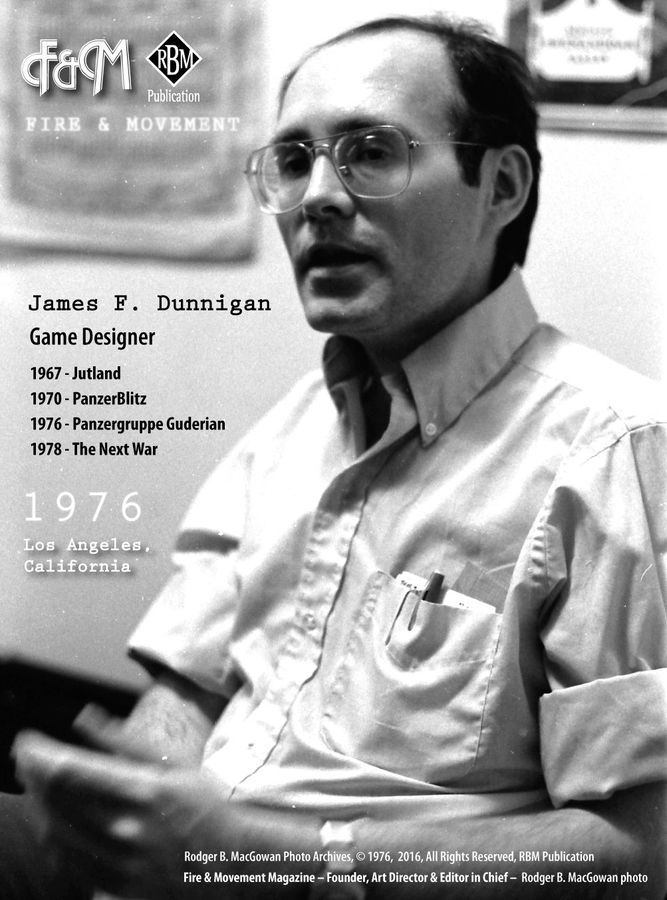 F&M
RBM
Publication
FIRE & MOVEMENT
James F. Dunnigan
Game Designer
1967 - Jutland
1970 - PanzerBlitz
1976 - Panzergruppe Guderian
1978 - The Next War
1976
Los Angeles,
California
Rodger B. MacGowan Photo Archives, © 1976, 2016, All Rights Reserved, RBM Publication
Fire & Movement Magazine – Founder, Art Director & Editor in Chief – Rodger B. MacGowan photo